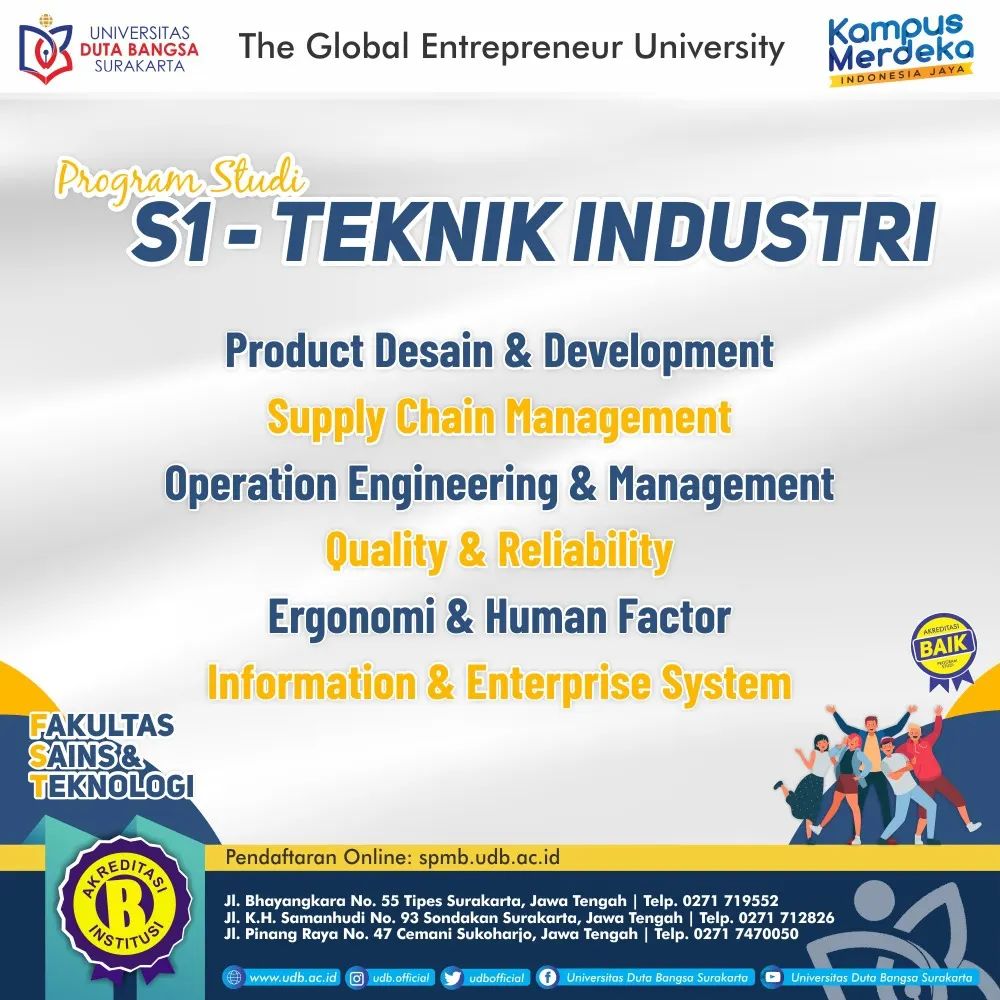 UNIVERSITAS
DUTA BANGSA
SURAKARTA
The Global Entrepreneur University
Kampus
Merdeka
INDONESIA JAYA
Program Studi
S1 - TEKNIK INDUSTRI
Product Desain & Development
Supply Chain Management
Operation Engineering & Management
Quality & Reliability
Ergonomi & Human Factor
Information & Enterprise System
AKREDITASI
BAIK
PROGRAM
STUDI
FAKULTAS
SAINS &
TEKNOLOGI
AKREDITASI
B
INSTITUSI
Pendaftaran Online: spmb.udb.ac.id
Jl. Bhayangkara No. 55 Tipes Surakarta, Jawa Tengah | Telp. 0271 719552
Jl. K.H. Samanhudi No. 93 Sondakan Surakarta, Jawa Tengah | Telp. 0271 712826
Jl. Pinang Raya No. 47 Cemani Sukoharjo, Jawa Tengah | Telp. 0271 7470050
www.udb.ac.id udb.official udbofficial Universitas Duta Bangsa Surakarta Universitas Duta Bangsa Surakarta